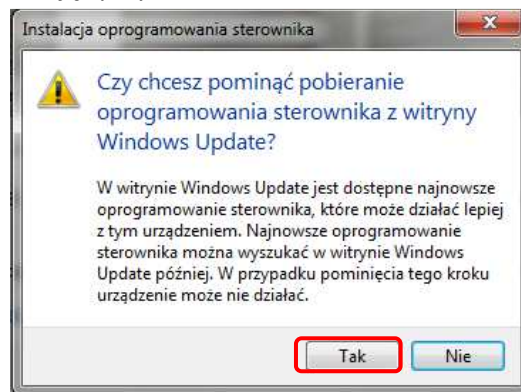 Instalacja oprogramowania sterownika
Czy chcesz pominąć pobieranie
oprogramowania sterownika z witryny
Windows Update?
W witrynie Windows Update jest dostępne najnowsze
oprogramowanie sterownika, które może działać lepiej
z tym urządzeniem. Najnowsze oprogramowanie
sterownika można wyszukać w witrynie Windows
Update później. W przypadku pominięcia tego kroku
urządzenie może nie działać.
Tak
Nie